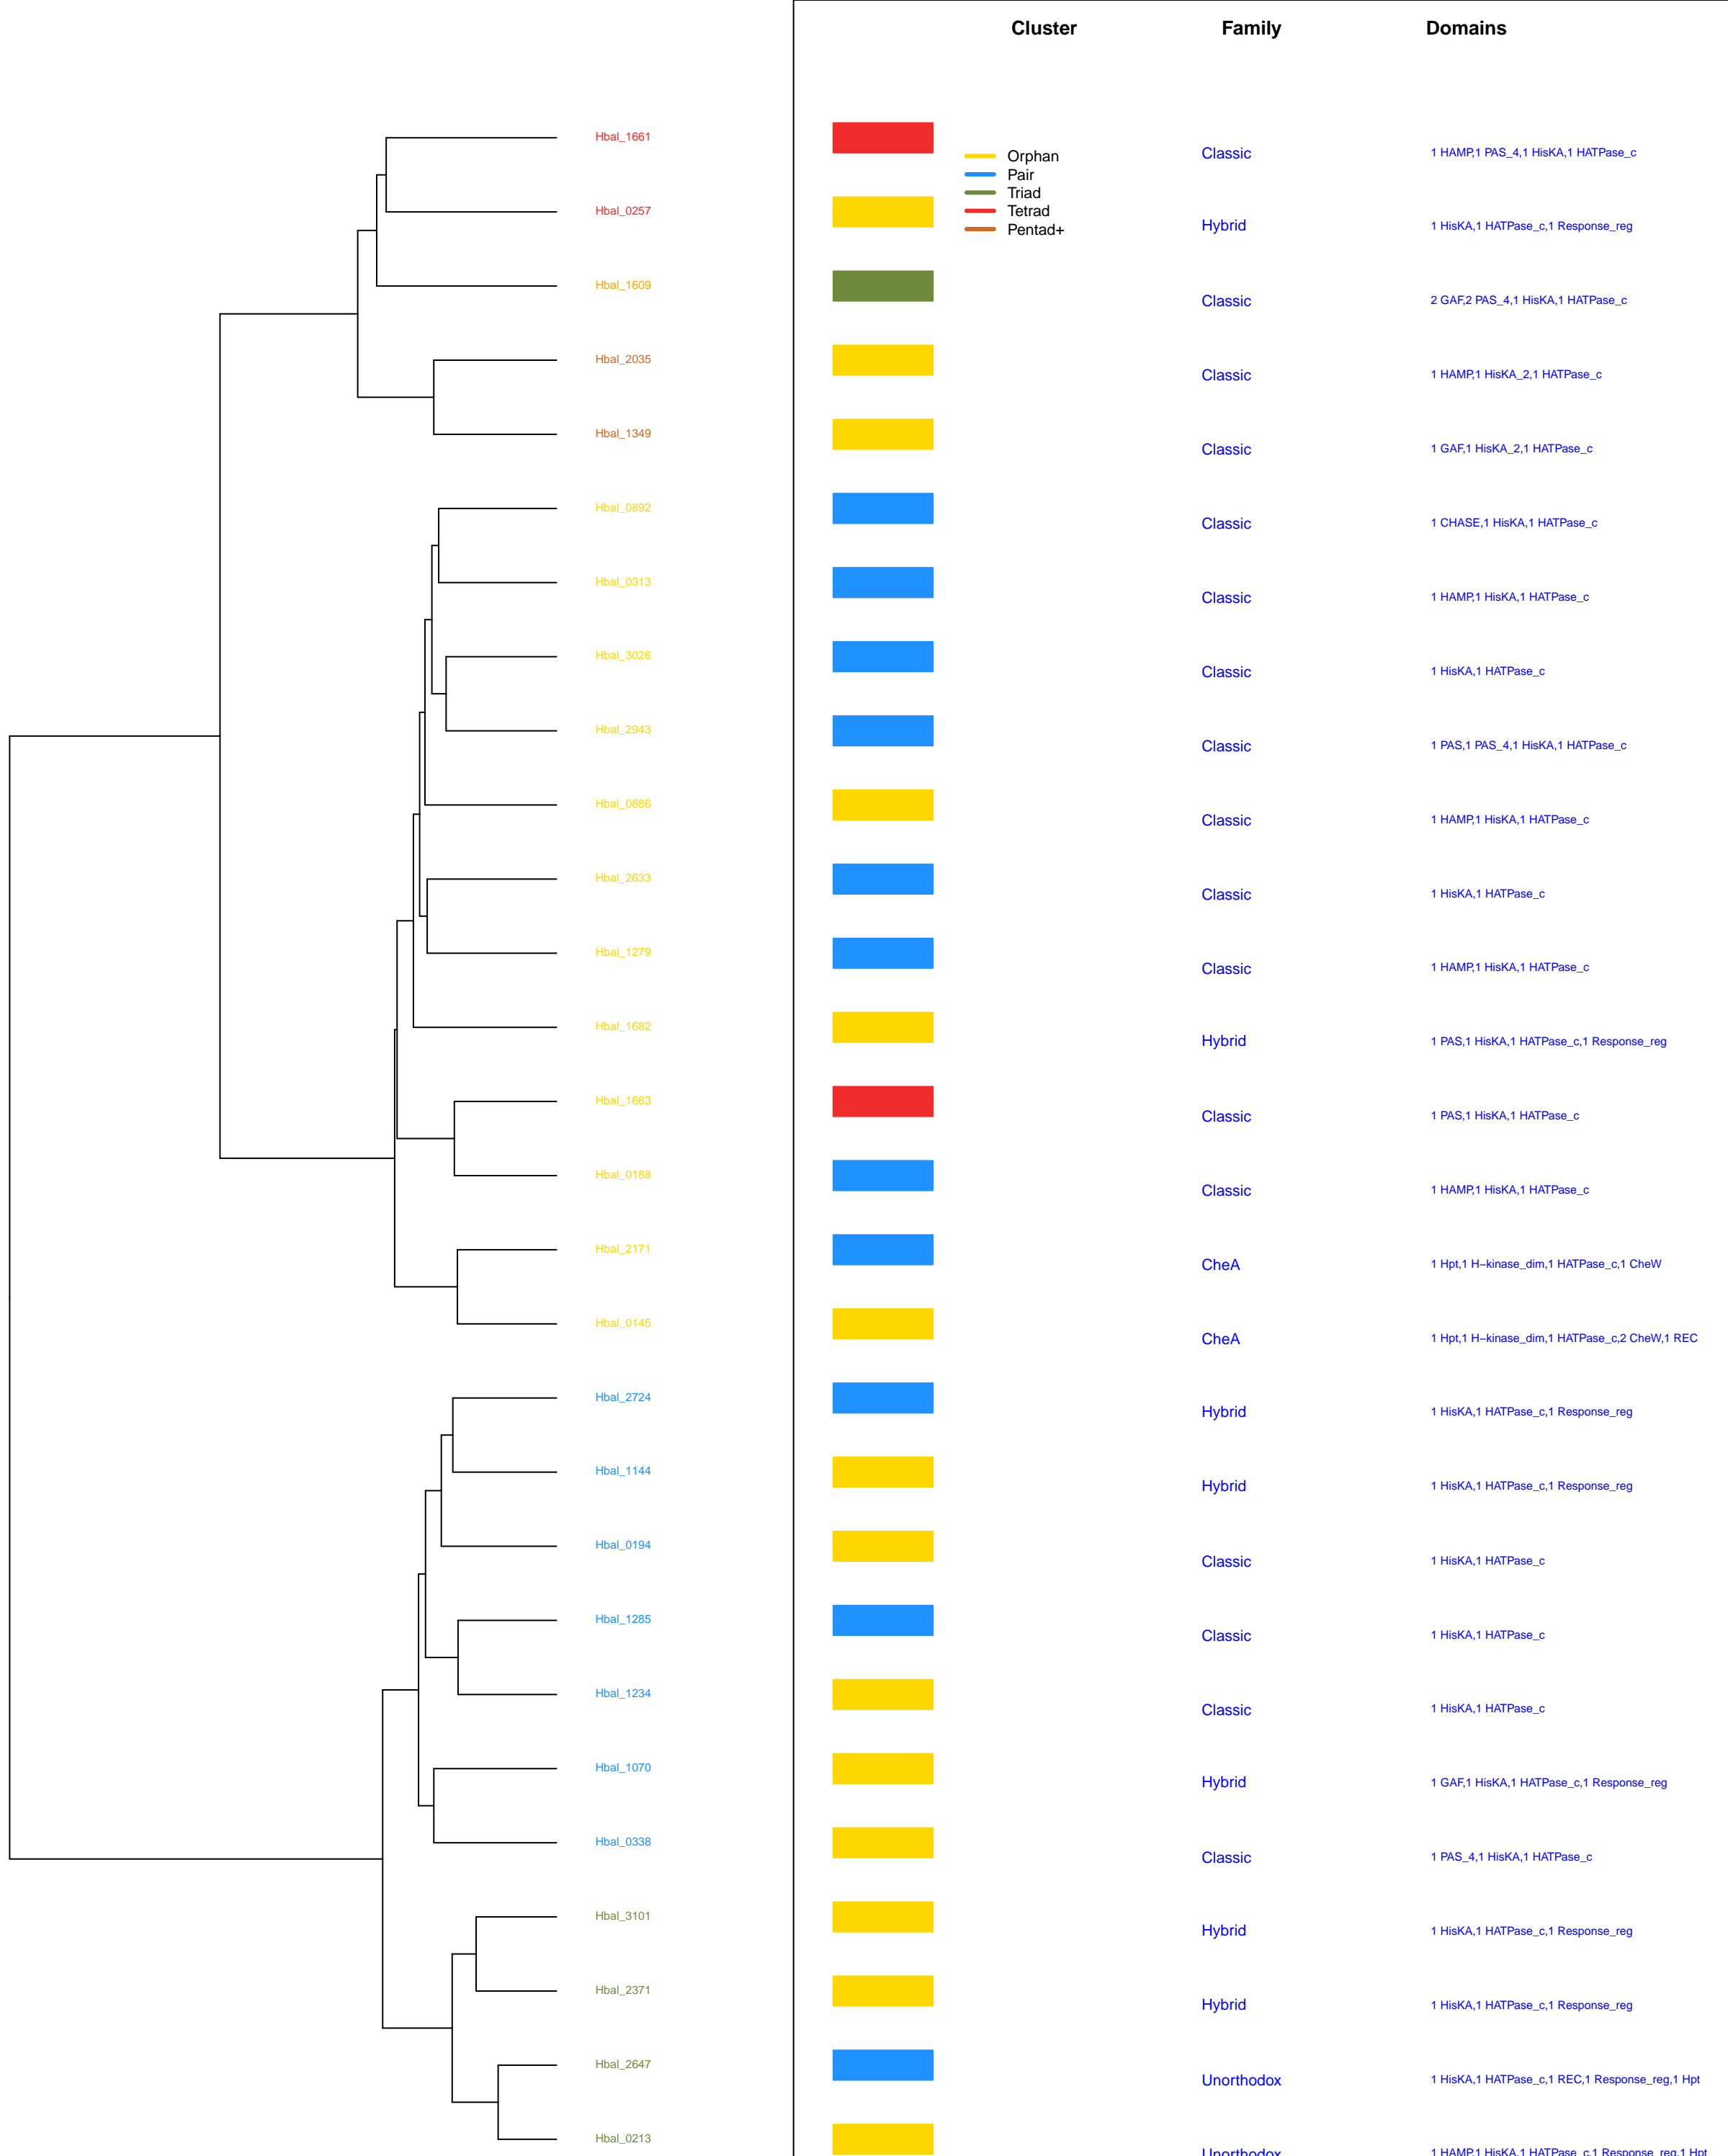 Cluster Family Domains
Hbal_1661 Classic 1 HAMP,1 PAS_4,1 HisKA,1 HATPase_c
Orphan
Pair
Triad
Tetrad
Pentad+
Hbal_0257 Hybrid 1 HisKA,1 HATPase_c,1 Response_reg
Hbal_1609 Classic 2 GAF,2 PAS_4,1 HisKA,1 HATPase_c
Hbal_2035 Classic 1 HAMP,1 HisKA_2,1 HATPase_c
Hbal_1349 Classic 1 GAF,1 HisKA_2,1 HATPase_c
Hbal_0892 Classic 1 CHASE,1 HisKA,1 HATPase_c
Hbal_0313 Classic 1 HAMP,1 HisKA,1 HATPase_c
Hbal_3026 Classic 1 HisKA,1 HATPase_c
Hbal_2943 Classic 1 PAS,1 PAS_4,1 HisKA,1 HATPase_c
Hbal_0886 Classic 1 HAMP,1 HisKA,1 HATPase_c
Hbal_2633 Classic 1 HisKA,1 HATPase_c
Hbal_1279 Classic 1 HAMP,1 HisKA,1 HATPase_c
Hbal_1682 Hybrid 1 PAS,1 HisKA,1 HATPase_c,1 Response_reg
Hbal_1663 Classic 1 PAS,1 HisKA,1 HATPase_c
Hbal_0188 Classic 1 HAMP,1 HisKA,1 HATPase_c
Hbal_2171 CheA 1 Hpt,1 H−kinase_dim,1 HATPase_c,1 CheW
Hbal_0145 CheA 1 Hpt,1 H−kinase_dim,1 HATPase_c,2 CheW,1 REC
Hbal_2724 Hybrid 1 HisKA,1 HATPase_c,1 Response_reg
Hbal_1144 Hybrid 1 HisKA,1 HATPase_c,1 Response_reg
Hbal_0194 Classic 1 HisKA,1 HATPase_c
Hbal_1285 Classic 1 HisKA,1 HATPase_c
Hbal_1234 Classic 1 HisKA,1 HATPase_c
Hbal_1070 Hybrid 1 GAF,1 HisKA,1 HATPase_c,1 Response_reg
Hbal_0338 Classic 1 PAS_4,1 HisKA,1 HATPase_c
Hbal_3101 Hybrid 1 HisKA,1 HATPase_c,1 Response_reg
Hbal_2371 Hybrid 1 HisKA,1 HATPase_c,1 Response_reg
Hbal_2647 Unorthodox 1 HisKA,1 HATPase_c,1 REC,1 Response_reg,1 Hpt
Hbal_0213 Unorthodox 1 HAMP,1 HisKA,1 HATPase_c,1 Response_reg,1 Hpt